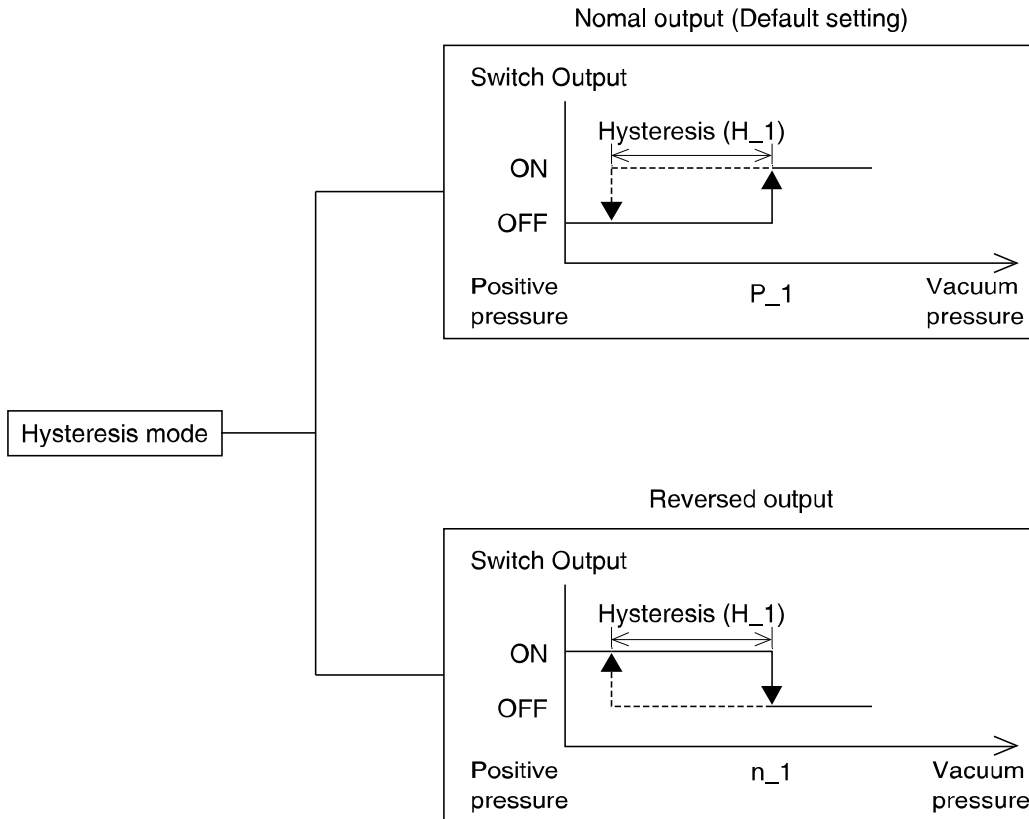 Nomal output (Default setting)
Switch Output
Hysteresis (H_1)
ON
OFF
Positive pressure
P_1
Vacuum pressure
Hysteresis mode
Reversed output
Switch Output
Hysteresis (H_1)
ON
OFF
Positive pressure
n_1
Vacuum pressure